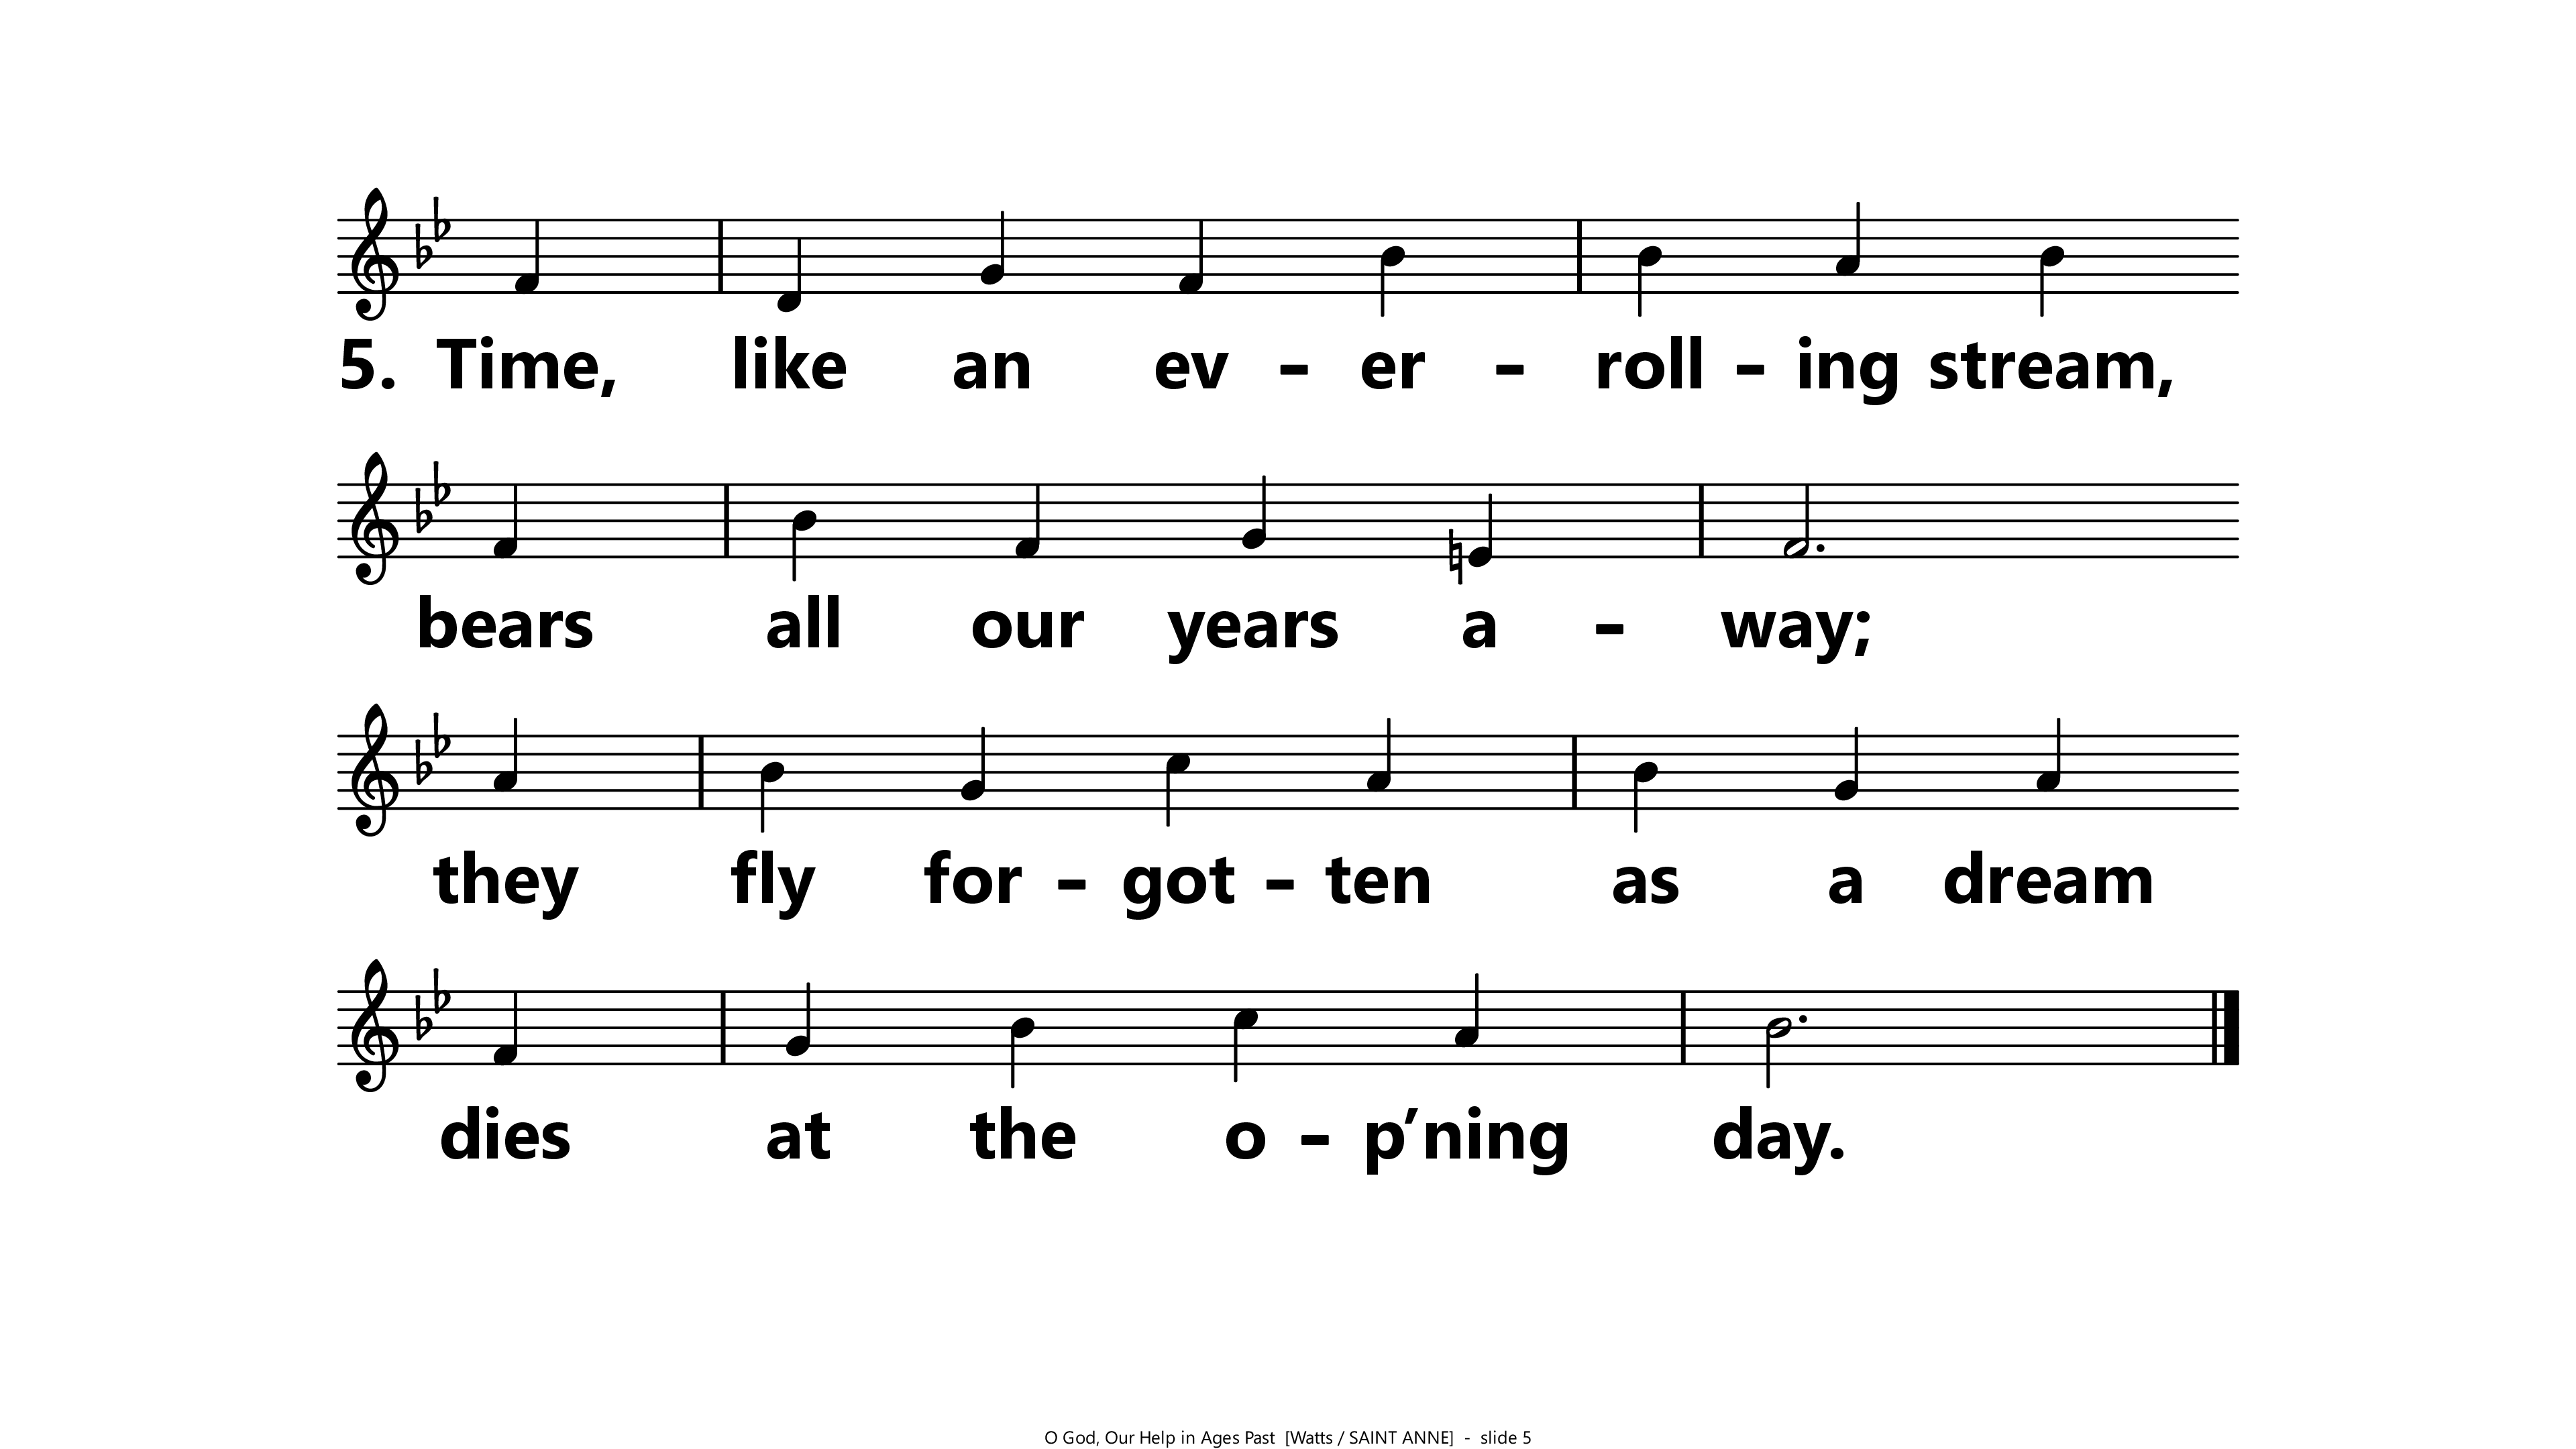 5. Time, like an ev - er - roll - ing stream,
bears all our years a - way;
they fly for - got - ten as a dream
dies at the o - p’ning day.
O God, Our Help in Ages Past [Watts / SAINT ANNE] - slide 5